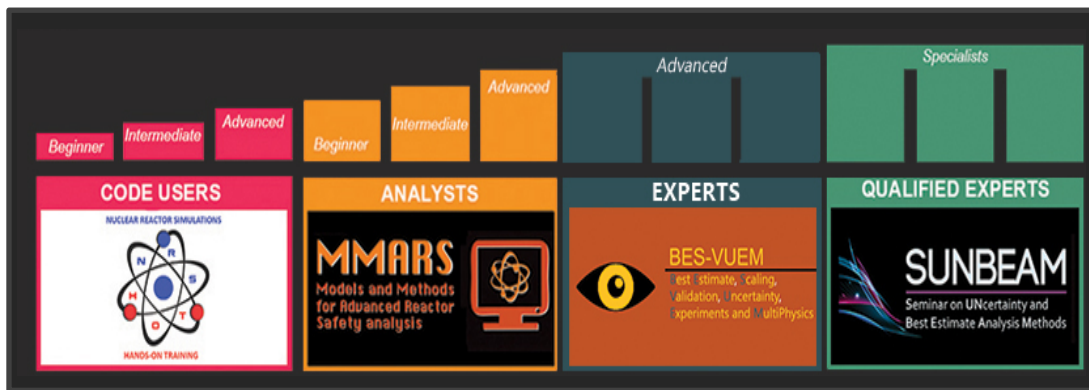 Beginner
Intermediate
Advanced
Beginner
Intermediate
Advanced
Advanced
Specialists
CODE USERS
ANALYSTS
EXPERTS
QUALIFIED EXPERTS
NUCLEAR REACTOR SIMULATIONS
N
R
S
H
O
T
HANDS-ON TRAINING
MMARS
Models and Methods
for Advanced Reactor
Safety analysis
BES-VUEM
Best Estimate, Scaling,
Validation, Uncertainty,
Experiments and MultiPhysics
SUNBEAM
Seminar on UNcertainty and
Best Estimate Analysis Methods